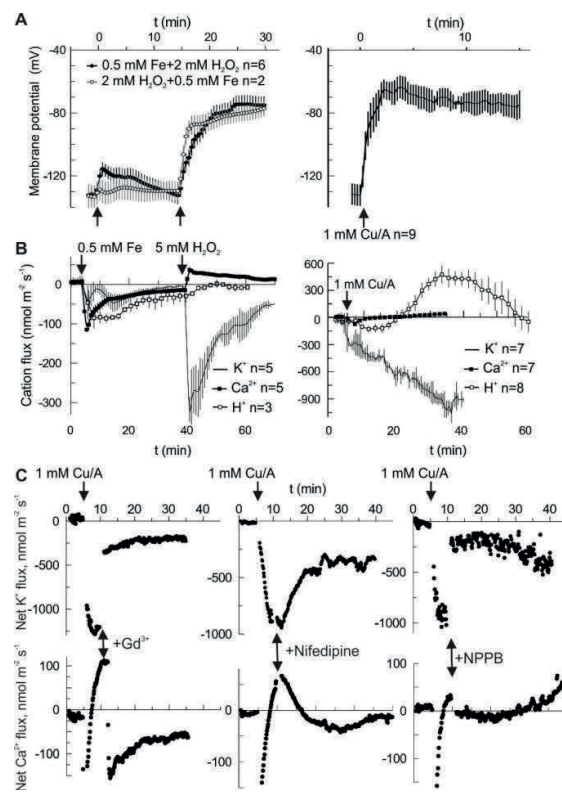 A
t (min)
0 10 20 30
0 10
-40
-80
-120
Membrane potential (mV)
0.5 mM Fe+2 mM H₂O₂ n=6
2 mM H₂O₂+0.5 mM Fe n=2
t (min)
-40
-80
-120
1 mM Cu/A n=9
B
0.5 mM Fe
5 mM H₂O₂
0
-100
-200
-300
Cation flux (nmol m⁻² s⁻¹)
K⁺ n=5
Ca²⁺ n=5
H⁺ n=3
0 20 40 60
t (min)
600
300
0
-300
-600
-900
1 mM Cu/A
K⁺ n=7
Ca²⁺ n=7
H⁺ n=8
0 20 40 60
t (min)
C
1 mM Cu/A
1 mM Cu/A
1 mM Cu/A
t (min)
0 10 20 30 40
0 10 20 30 40
0 10 20 30 40
Net K⁺ flux, nmol m⁻² s⁻¹
0
-500
-1000
0
-500
-1000
0
-500
-1000
+Gd³⁺
+Nifedipine
+NPPB
Net Ca²⁺ flux, nmol m⁻² s⁻¹
100
50
0
-50
-100
50
0
-50
-100
100
50
0
-50
-100
-150